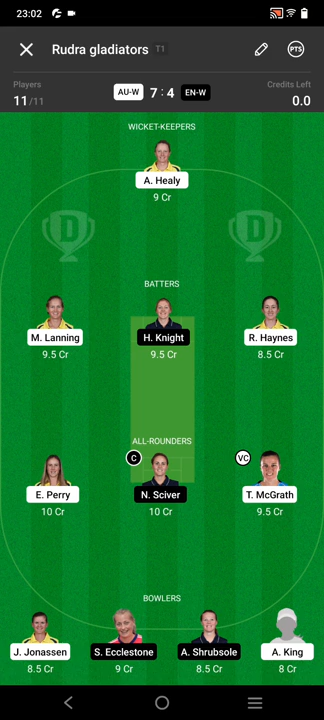 23:02
Rudra gladiators T1
PTS
Players
Credits Left
11/11
AU-W 7 : 4 EN-W
0.0
WICKET-KEEPERS
A. Healy
9 Cr
D D
BATTERS
M. Lanning H. Knight R. Haynes
9.5 Cr 9.5 Cr 8.5 Cr
ALL-ROUNDERS
C VC
E. Perry N. Sciver T. McGrath
10 Cr 10 Cr 9.5 Cr
BOWLERS
J. Jonassen S. Ecclestone A. Shrubsole A. King
8.5 Cr 9 Cr 8.5 Cr 8 Cr